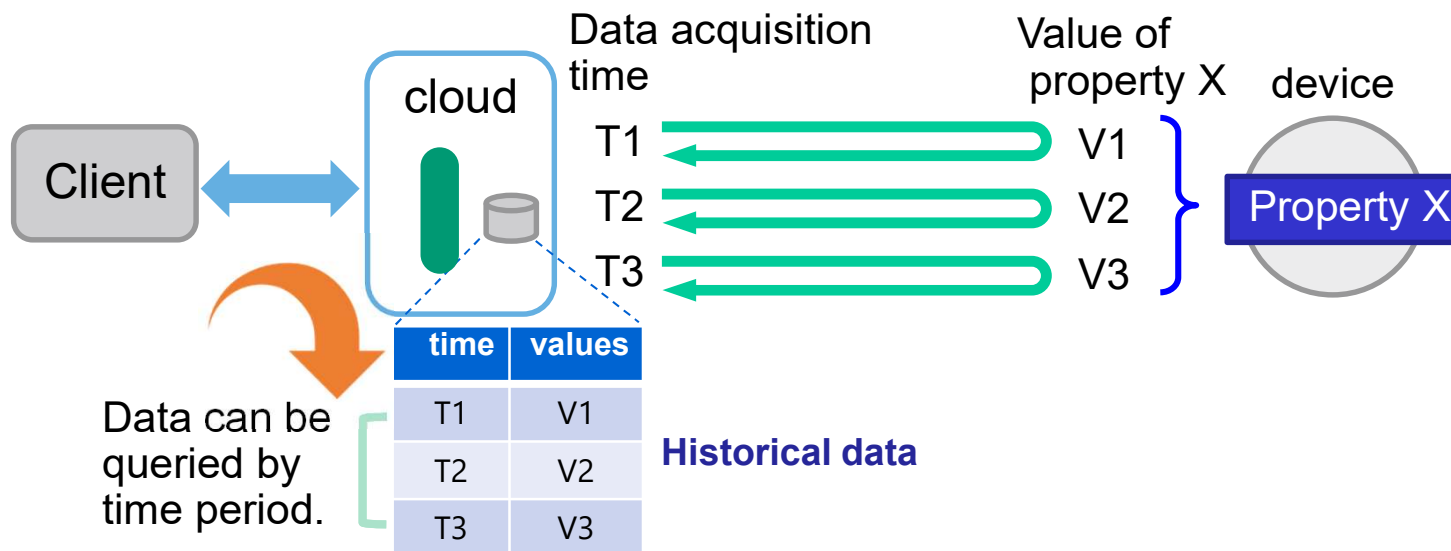 Data acquisition
time
Value of
property X
device
cloud
Client
T1
V1
T2
V2
Property X
T3
V3
time values
T1 V1
T2 V2
T3 V3
Data can be
queried by
time period.
Historical data